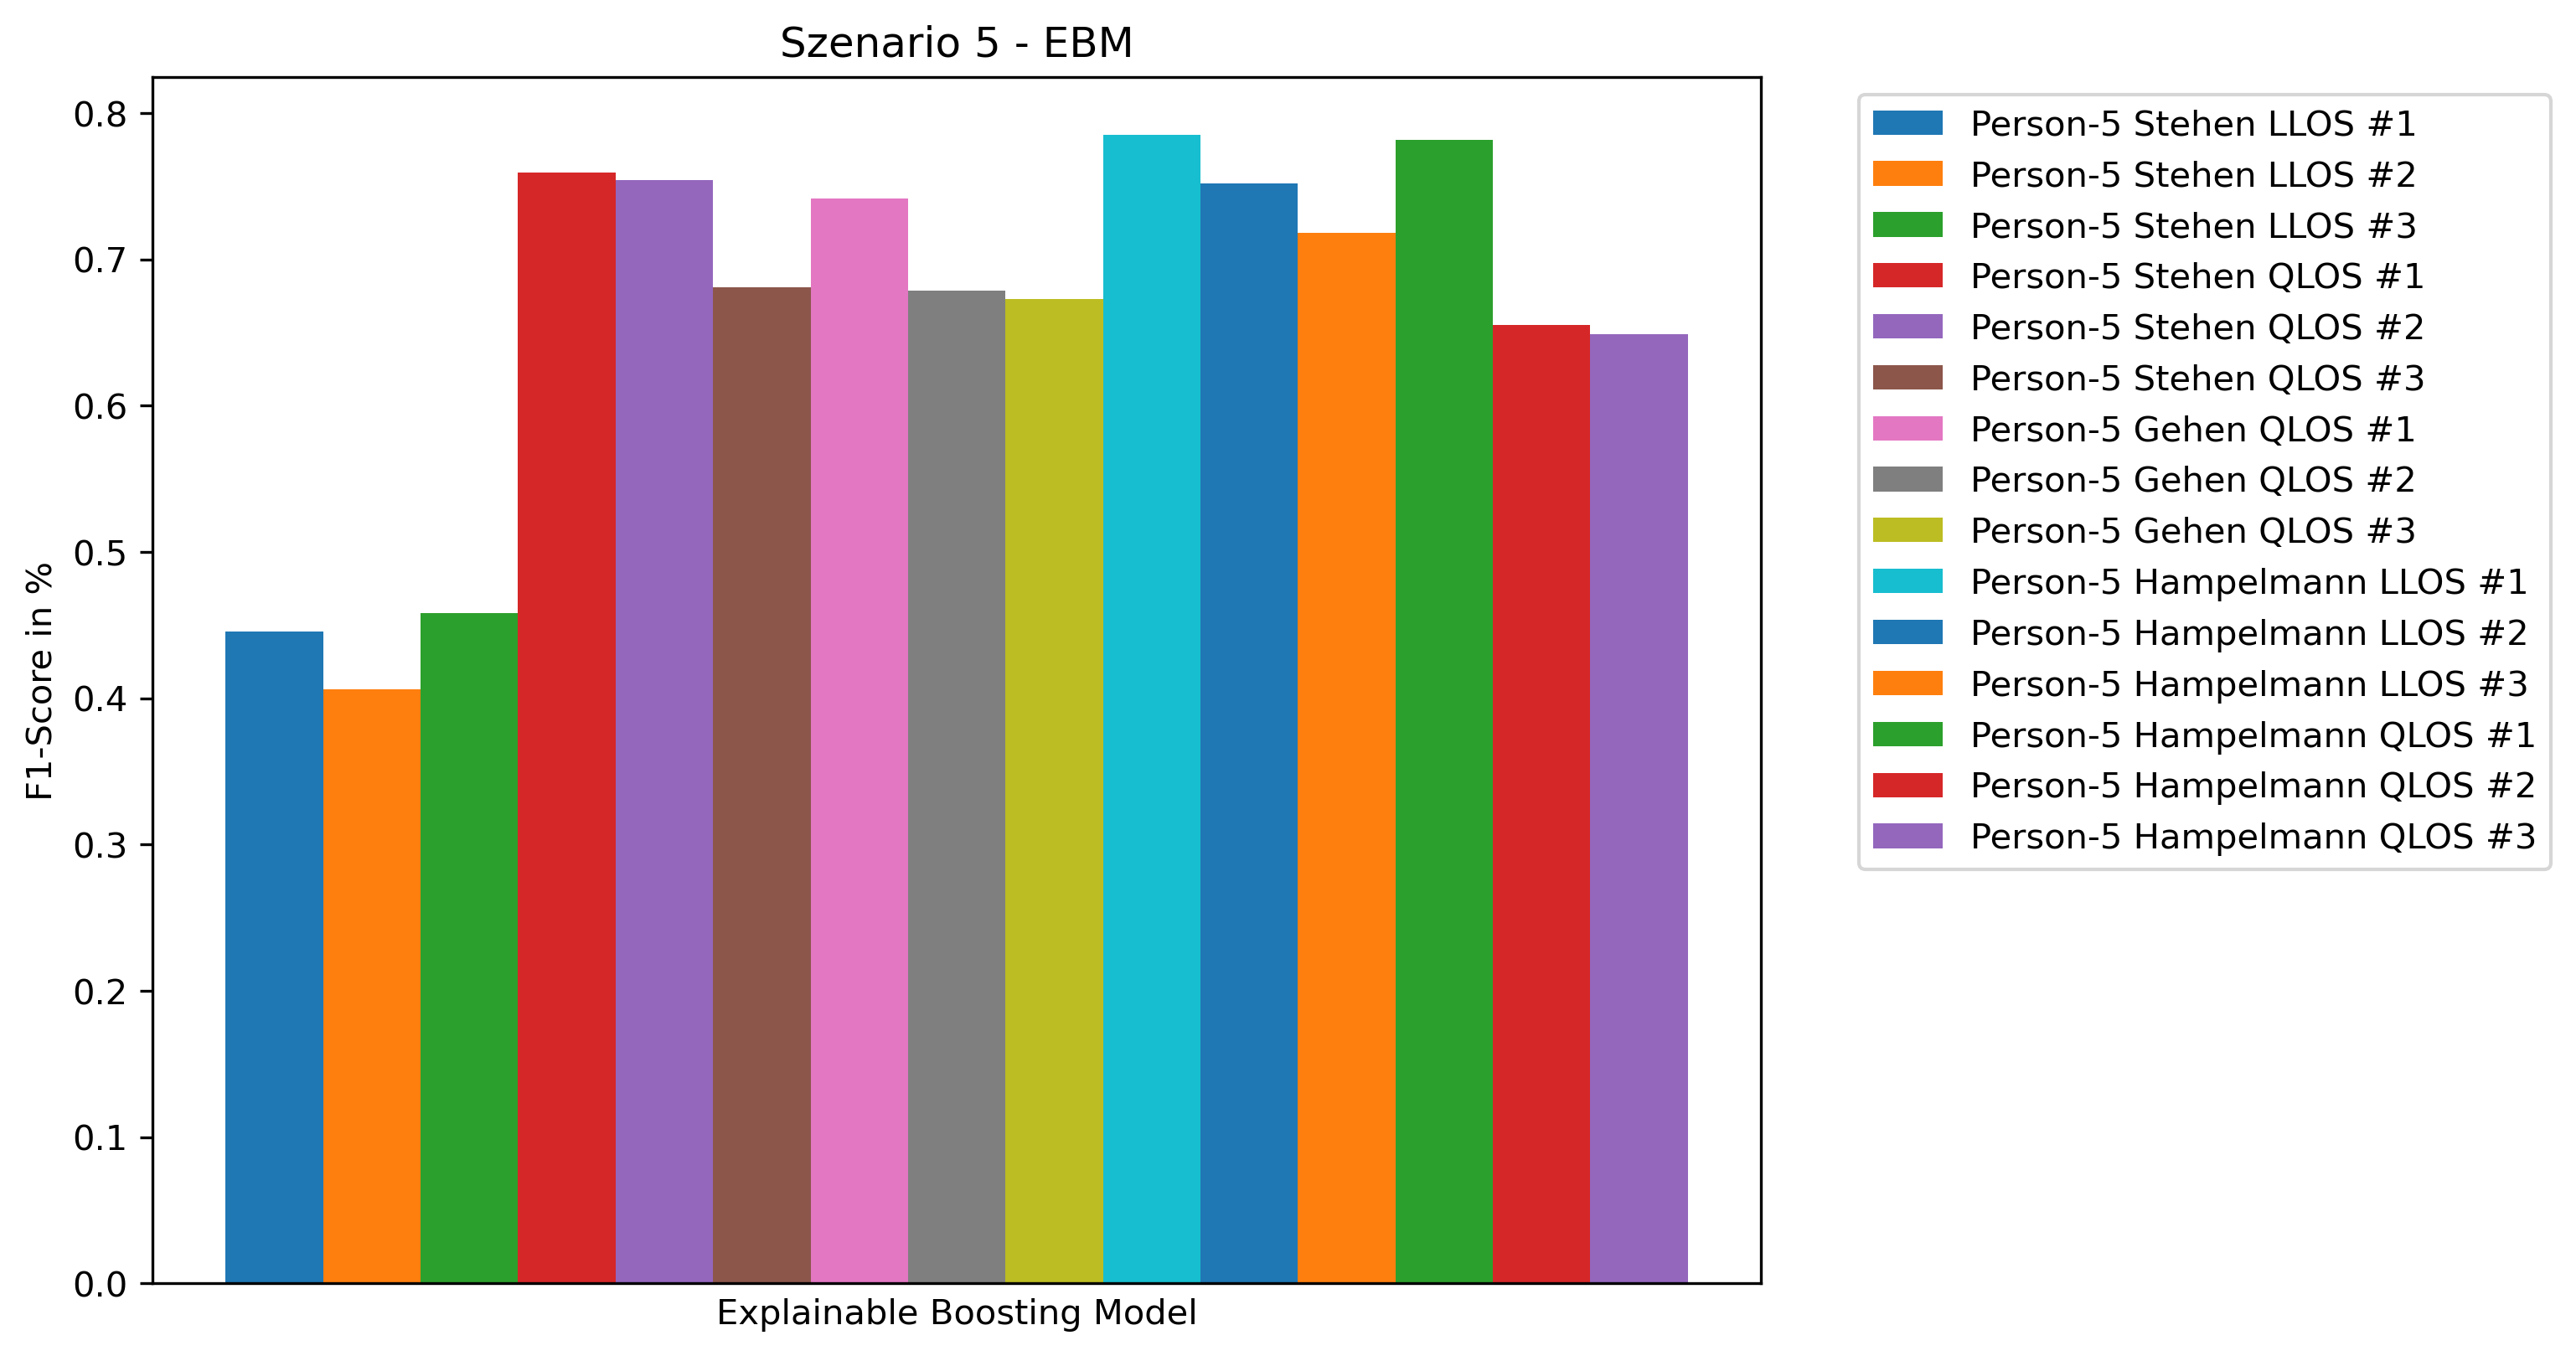 Szenario 5 - EBM
F1-Score in %
0.8
0.7
0.6
0.5
0.4
0.3
0.2
0.1
0.0
Explainable Boosting Model
Person-5 Stehen LLOS #1
Person-5 Stehen LLOS #2
Person-5 Stehen LLOS #3
Person-5 Stehen QLOS #1
Person-5 Stehen QLOS #2
Person-5 Stehen QLOS #3
Person-5 Gehen QLOS #1
Person-5 Gehen QLOS #2
Person-5 Gehen QLOS #3
Person-5 Hampelmann LLOS #1
Person-5 Hampelmann LLOS #2
Person-5 Hampelmann LLOS #3
Person-5 Hampelmann QLOS #1
Person-5 Hampelmann QLOS #2
Person-5 Hampelmann QLOS #3